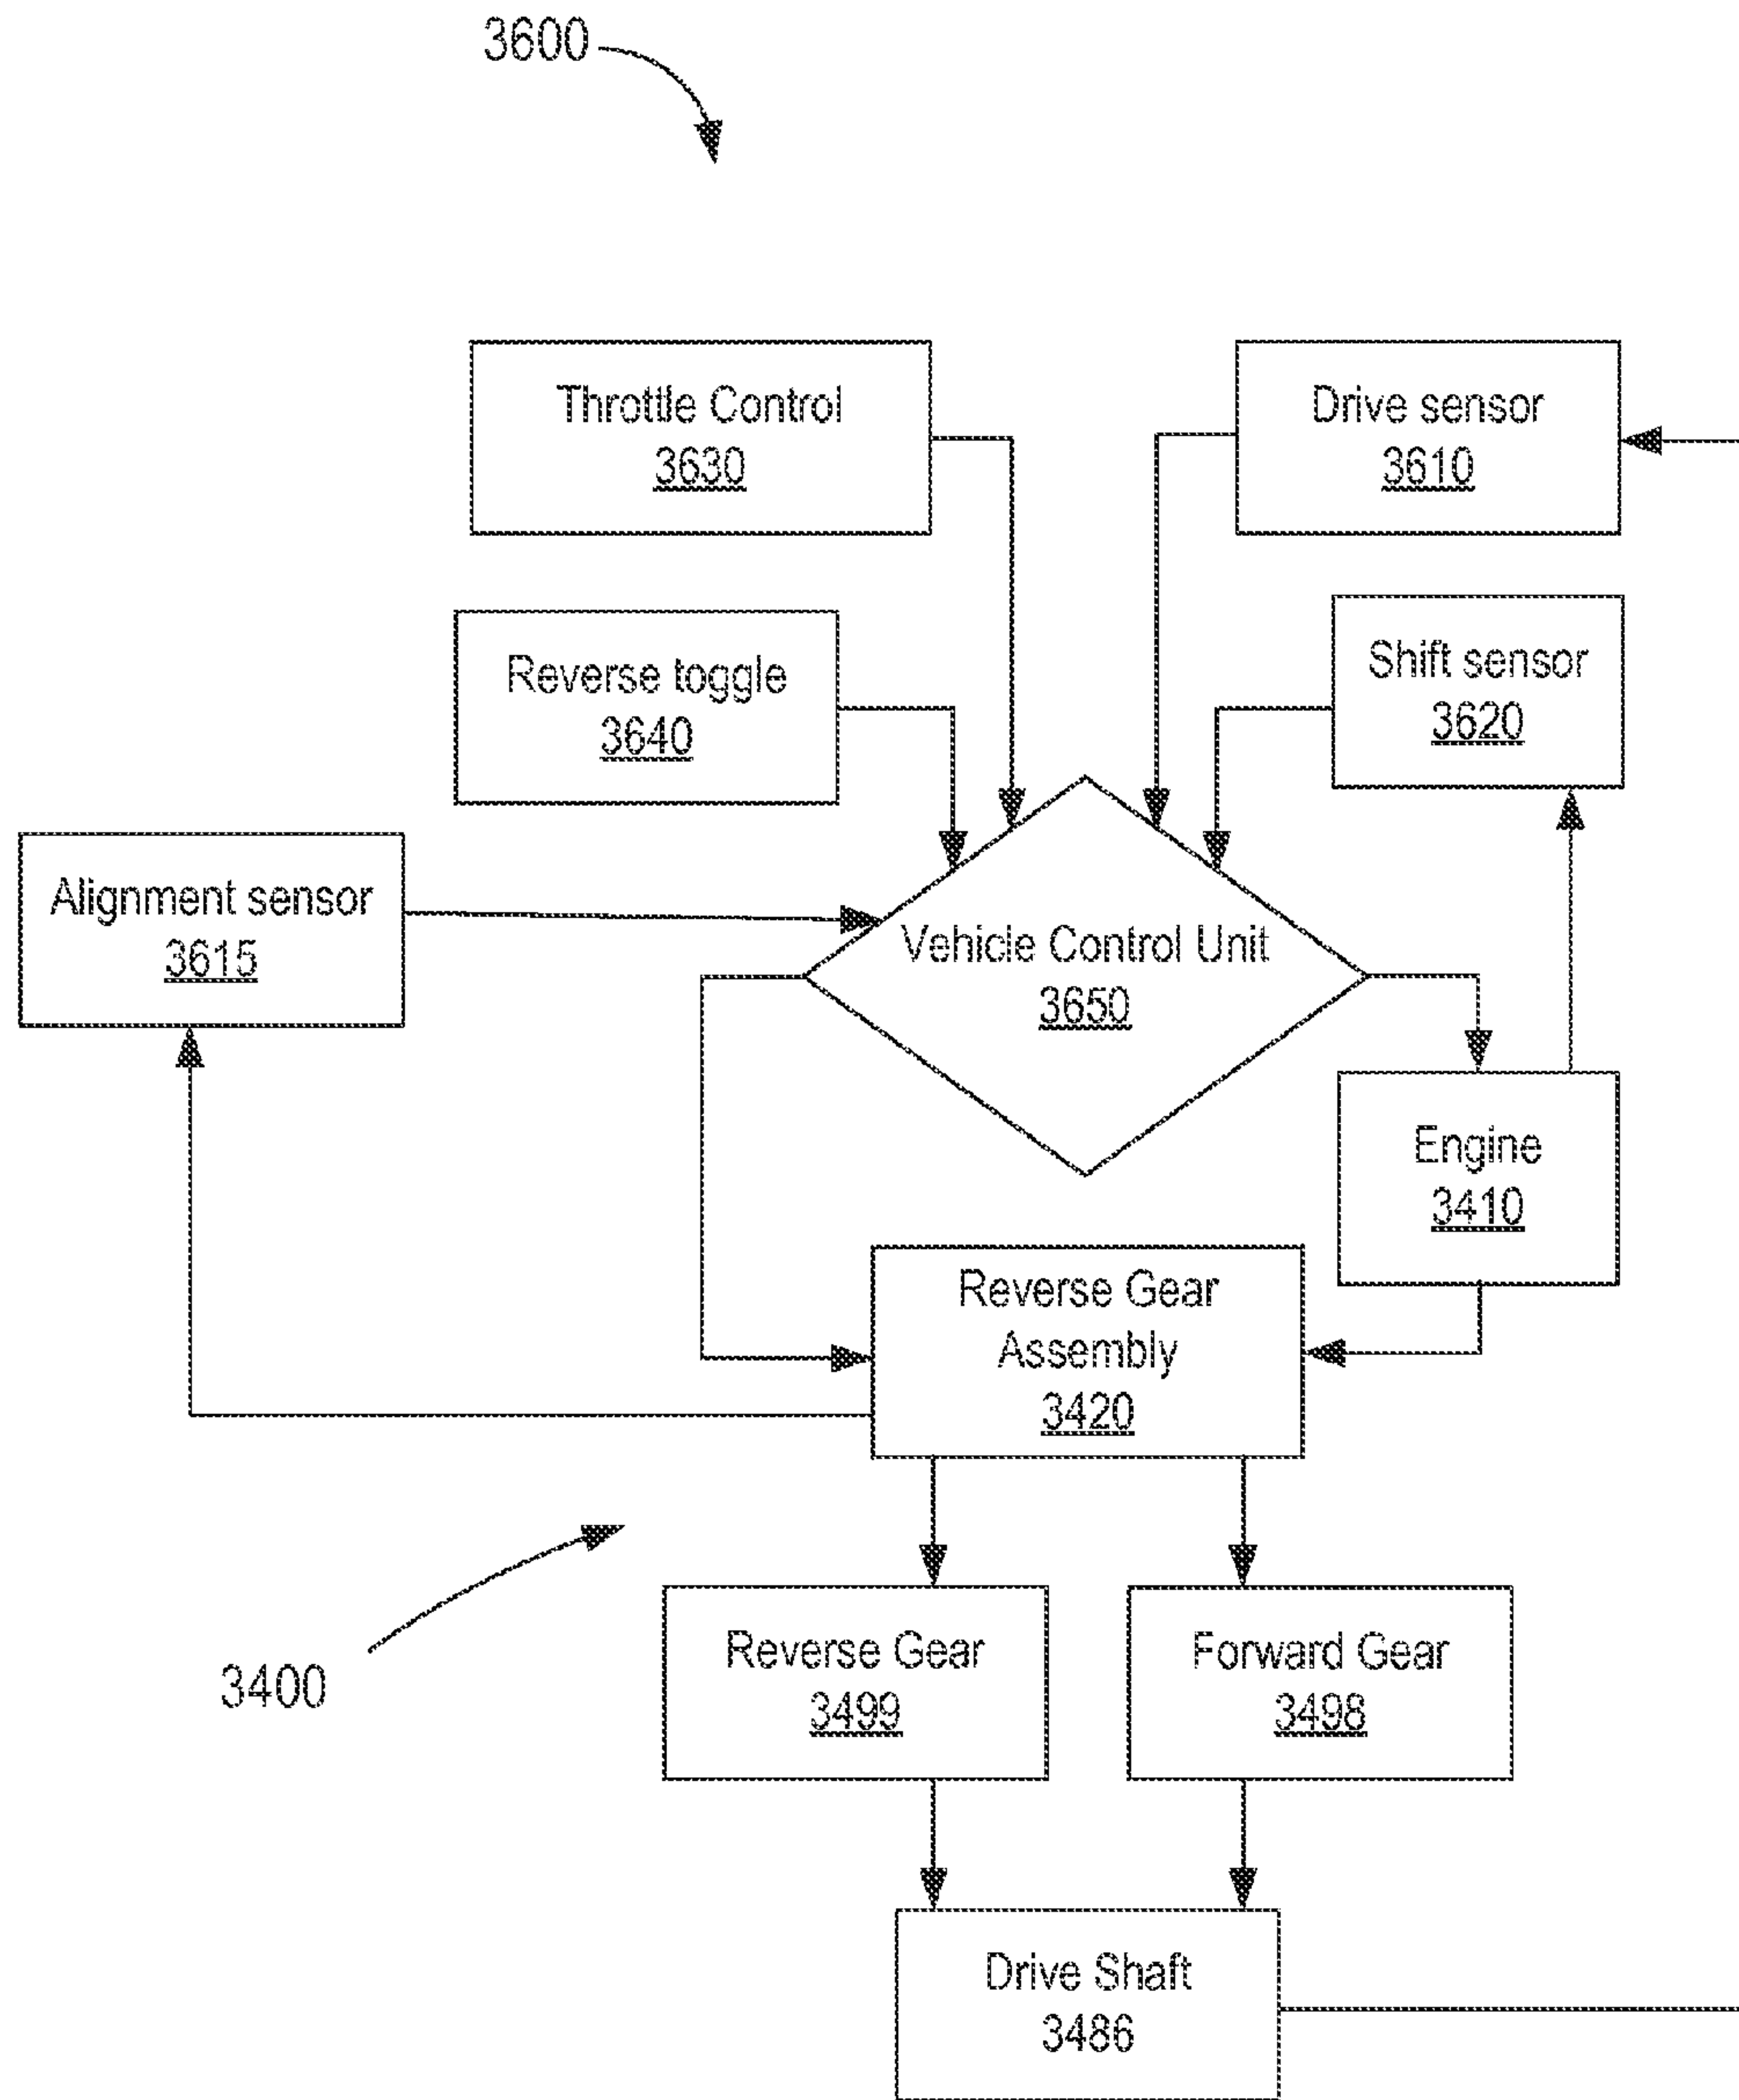 3600
Throttle Control
3630
Drive sensor
3610
Reverse toggle
3640
Shift sensor
3620
Alignment sensor
3615
Vehicle Control Unit
3650
Engine
3410
Reverse Gear
Assembly
3420
3400
Reverse Gear
3499
Forward Gear
3498
Drive Shaft
3486